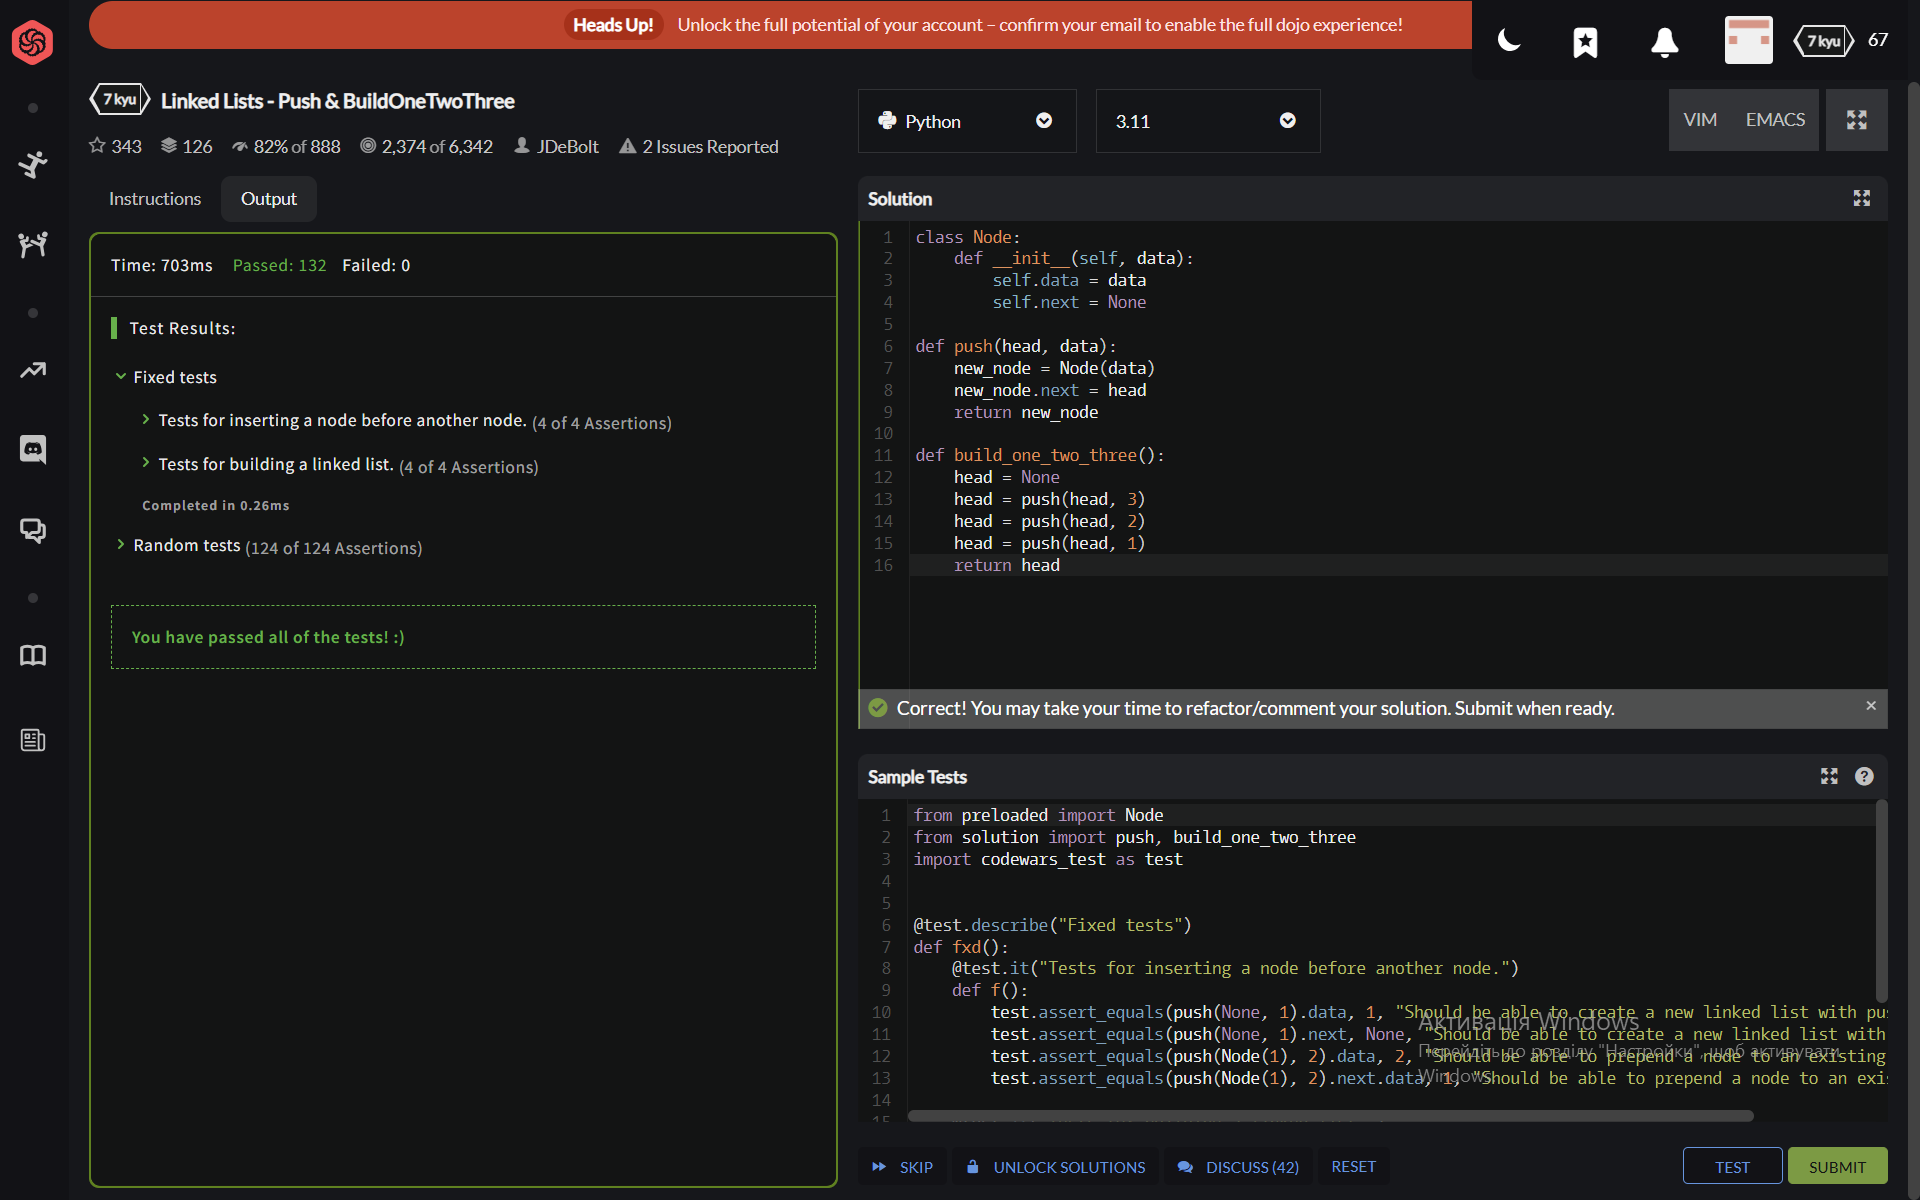 Heads Up! Unlock the full potential of your account – confirm your email to enable the full dojo experience!
7 kyu 67
7 kyu Linked Lists - Push & BuildOneTwoThree
343 126 82% of 888 2,374 of 6,342 JDeBolt 2 Issues Reported
Python
3.11
VIM EMACS
Instructions Output
Time: 703ms Passed: 132 Failed: 0
Test Results:
Fixed tests
Tests for inserting a node before another node. (4 of 4 Assertions)
Tests for building a linked list. (4 of 4 Assertions)
Completed in 0.26ms
Random tests (124 of 124 Assertions)
You have passed all of the tests! :)
Solution
1 class Node:
2     def __init__(self, data):
3         self.data = data
4         self.next = None
5
6 def push(head, data):
7     new_node = Node(data)
8     new_node.next = head
9     return new_node
10
11 def build_one_two_three():
12     head = None
13     head = push(head, 3)
14     head = push(head, 2)
15     head = push(head, 1)
16     return head
Correct! You may take your time to refactor/comment your solution. Submit when ready.
Sample Tests
1 from preloaded import Node
2 from solution import push, build_one_two_three
3 import codewars_test as test
4
5
6 @test.describe("Fixed tests")
7 def fxd():
8     @test.it("Tests for inserting a node before another node.")
9     def f():
10         test.assert_equals(push(None, 1).data, 1, "Should be able to create a new linked list with pu
11         test.assert_equals(push(None, 1).next, None, "Should be able to create a new linked list with
12         test.assert_equals(push(Node(1), 2).data, 2, "Should be able to prepend a node to an existing
13         test.assert_equals(push(Node(1), 2).next.data, 1, "Should be able to prepend a node to an exi
14
Активація Windows
Перейдіть до розділу "Настройки", щоб активувати
Windows.
SKIP UNLOCK SOLUTIONS DISCUSS (42) RESET
TEST SUBMIT